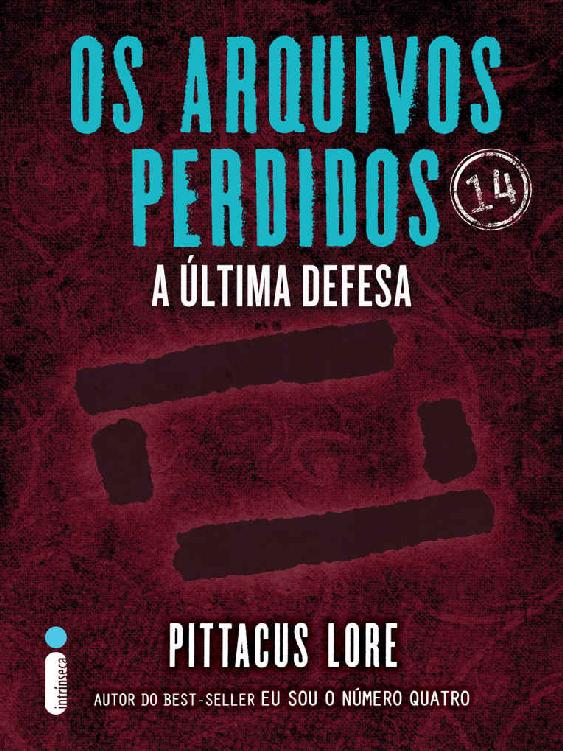 OS ARQUIVOS
PERDIDOS
14
A ÚLTIMA DEFESA
PITTACUS LORE
intrínseca
AUTOR DO BEST-SELLER EU SOU O NÚMERO QUATRO